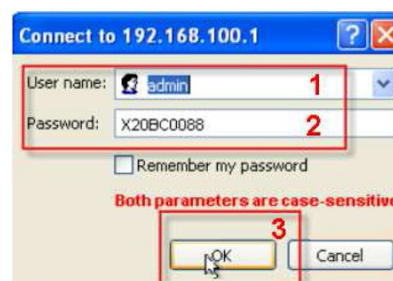 Connect to 192.168.100.1
User name: admin 1
Password: X20BC0088 2
Remember my password
Both parameters are case-sensitive
3
OK Cancel